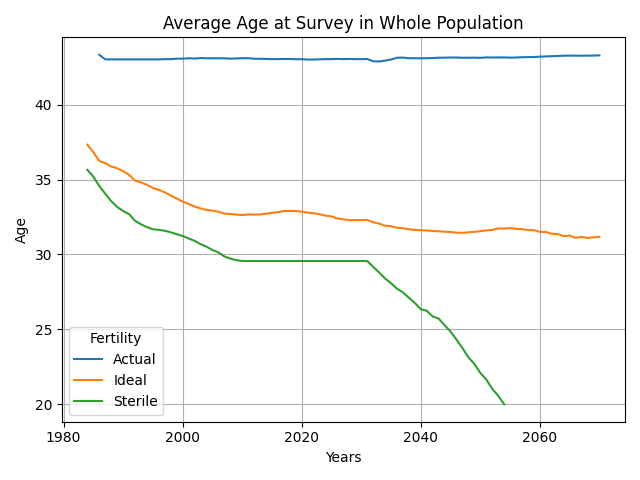 Average Age at Survey in Whole Population
Age
40
35
30
25
20
Fertility
Actual
Ideal
Sterile
1980
2000
2020
2040
2060
Years